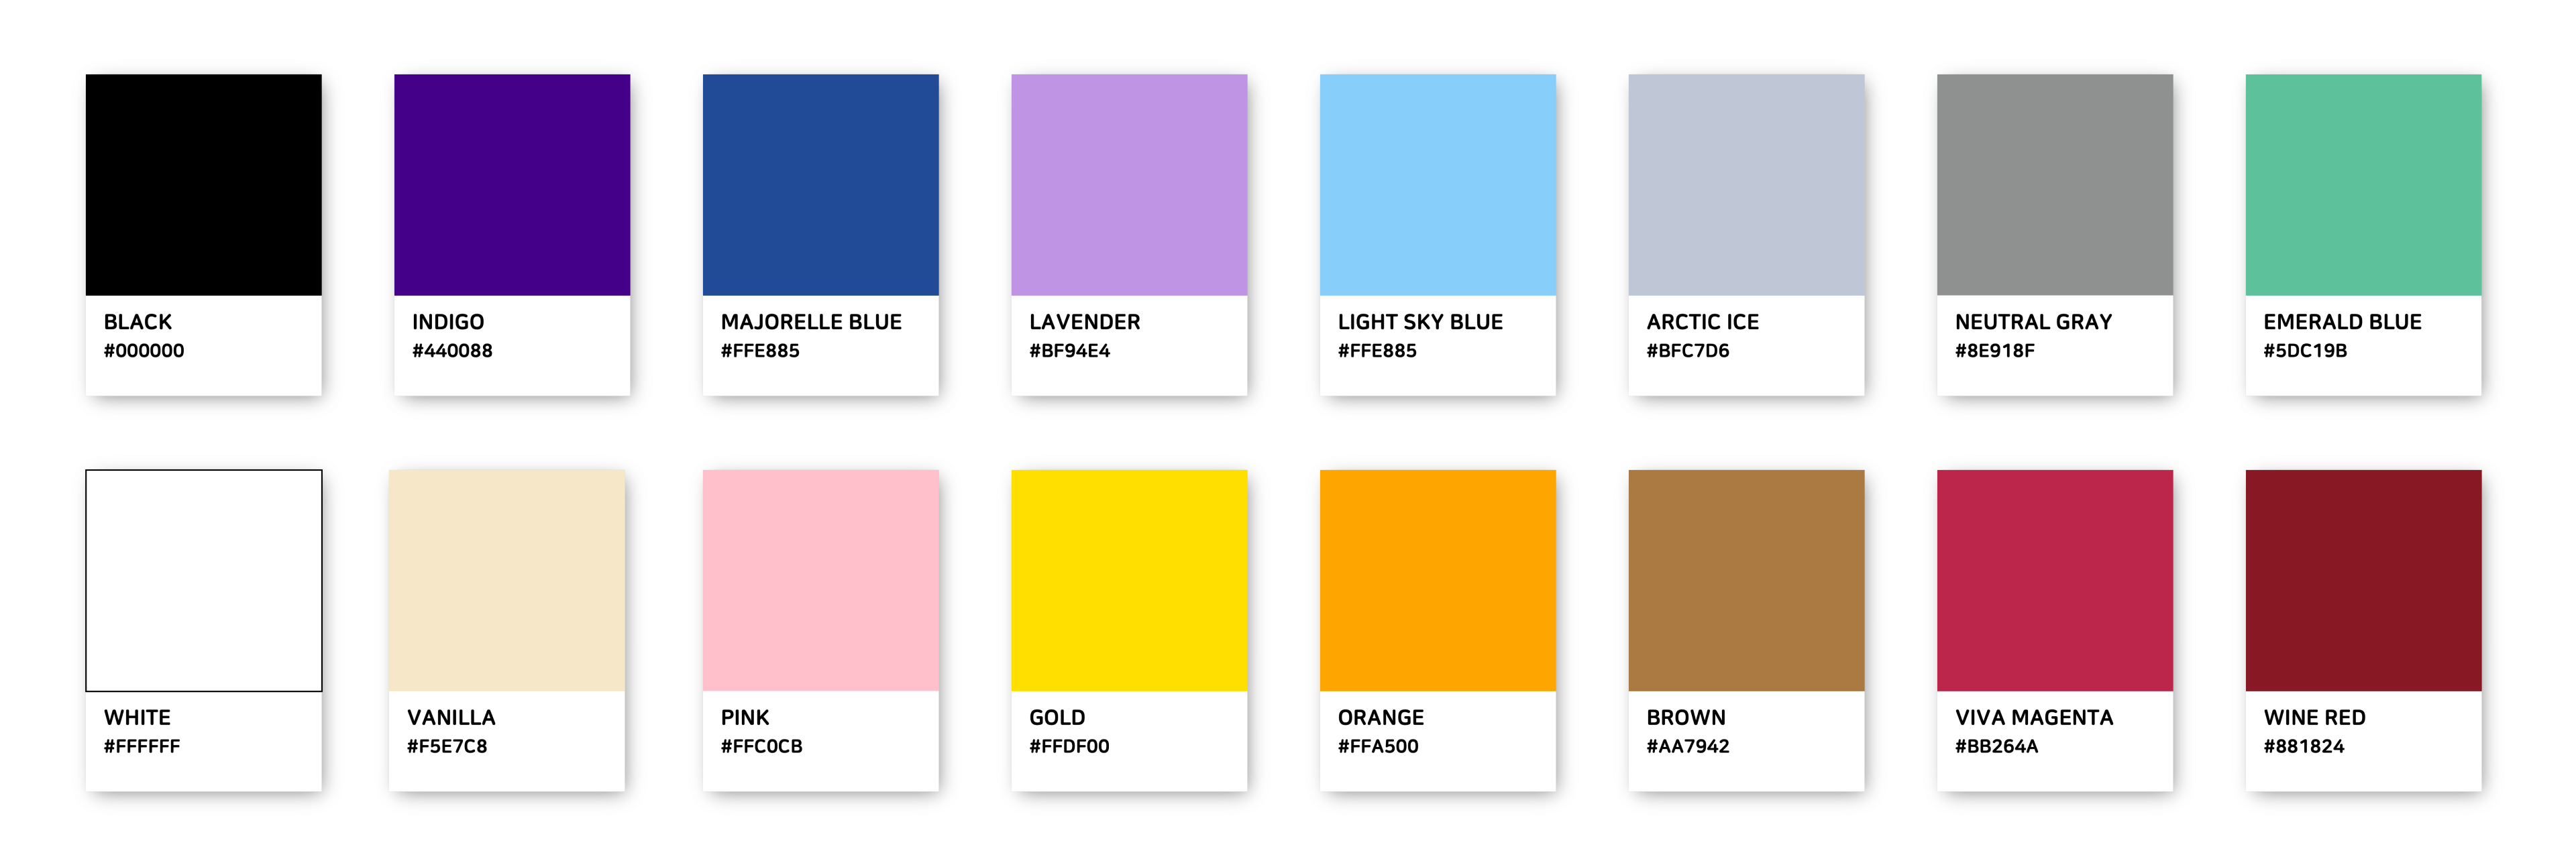 BLACK
#000000
INDIGO
#440088
MAJORELLE BLUE
#FFE885
LAVENDER
#BF94E4
LIGHT SKY BLUE
#FFE885
ARCTIC ICE
#BFC7D6
NEUTRAL GRAY
#8E918F
EMERALD BLUE
#5DC19B
WHITE
#FFFFFF
VANILLA
#F5E7C8
PINK
#FFC0CB
GOLD
#FFDF00
ORANGE
#FFA500
BROWN
#AA7942
VIVA MAGENTA
#BB264A
WINE RED
#881824